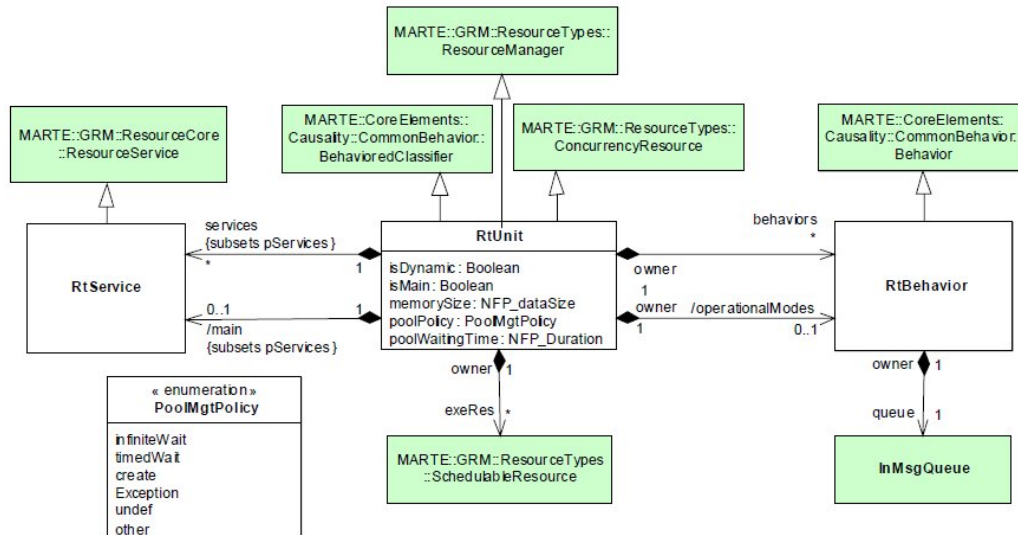 MARTE::GRM::ResourceTypes::
ResourceManager
MARTE::GRM::ResourceCore
::ResourceService
MARTE::CoreElements::
Causality::CommonBehavior::
BehavioredClassifier
MARTE::GRM::ResourceTypes::
ConcurrencyResource
MARTE::CoreElements:
Causality::CommonBehavior:
Behavior
RtService
services
{subsets pServices }
*
1
0..1
/main
{subsets pServices }
1
RtUnit
isDynamic : Boolean
isMain : Boolean
memorySize : NFP_dataSize
poolPolicy : PoolMgtPolicy
poolWaitingTime : NFP_Duration
behaviors
*
owner
1
owner
1
/operationalModes
0..1
RtBehavior
owner
1
exeRes
*
MARTE::GRM::ResourceTypes
::SchedulableResource
owner
1
queue
1
InMsgQueue
« enumeration»
PoolMgtPolicy
infiniteWait
timedWait
create
Exception
undef
other